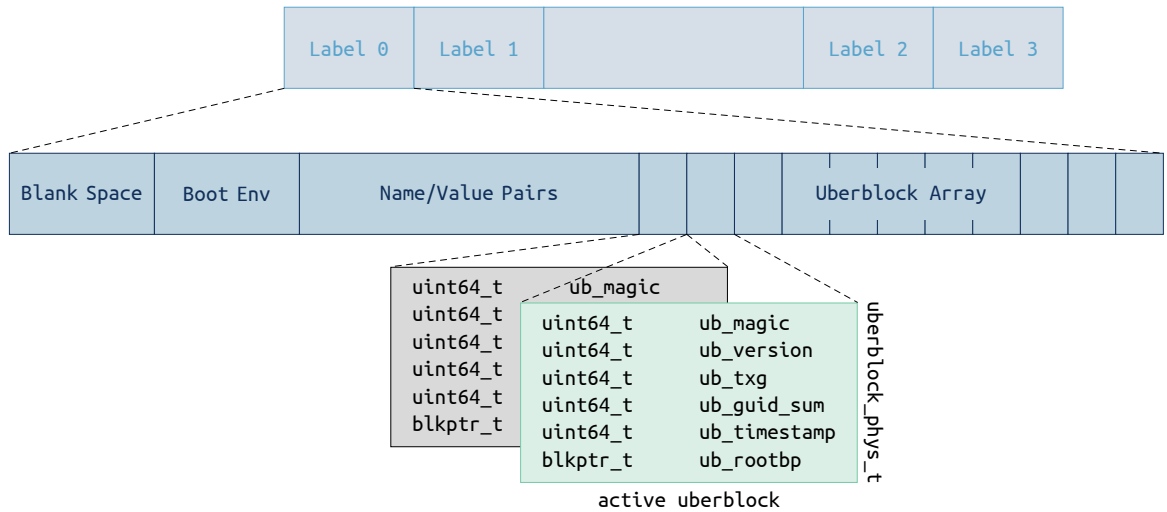 Label 0 Label 1 Label 2 Label 3
Blank Space Boot Env Name/Value Pairs Uberblock Array
uint64_t ub_magic
uint64_t
uint64_t
uint64_t
uint64_t
blkptr_t
uint64_t ub_magic
uint64_t ub_version
uint64_t ub_txg
uint64_t ub_guid_sum
uint64_t ub_timestamp
blkptr_t ub_rootbp
uberblock_phys_t
active uberblock